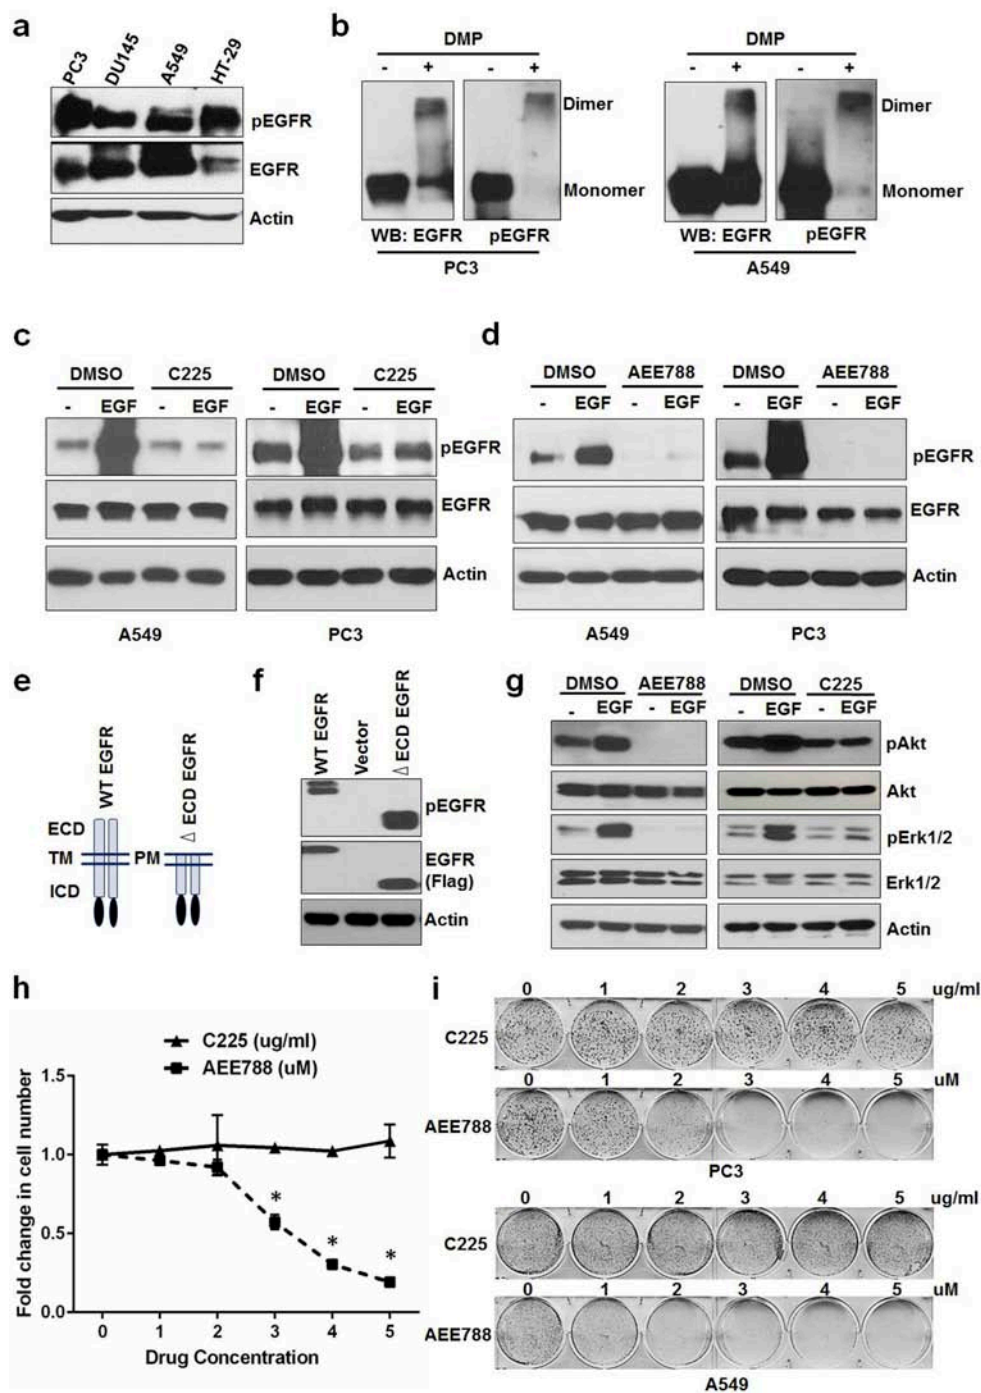 a
PC3 DU145 A549 HT-29
pEGFR
EGFR
Actin
b
DMP
- +
- +
Dimer
Monomer
WB: EGFR pEGFR
PC3
DMP
- +
- +
Dimer
Monomer
WB: EGFR pEGFR
A549
c
DMSO C225
- EGF - EGF
DMSO C225
- EGF - EGF
pEGFR
EGFR
Actin
A549
PC3
d
DMSO AEE788
- EGF - EGF
DMSO AEE788
- EGF - EGF
pEGFR
EGFR
Actin
A549
PC3
e
WT EGFR
△ ECD EGFR
ECD
TM
PM
ICD
f
WT EGFR
Vector
△ ECD EGFR
pEGFR
EGFR
(Flag)
Actin
g
DMSO AEE788
- EGF - EGF
DMSO C225
- EGF - EGF
pAkt
Akt
pErk1/2
Erk1/2
Actin
h
C225 (ug/ml)
AEE788 (uM)
Fold change in cell number
1.5
1.0
0.5
0.0
* * *
0 1 2 3 4 5
Drug Concentration
i
0 1 2 3 4 5 ug/ml
C225
0 1 2 3 4 5 uM
AEE788
PC3
0 1 2 3 4 5 ug/ml
C225
0 1 2 3 4 5 uM
AEE788
A549